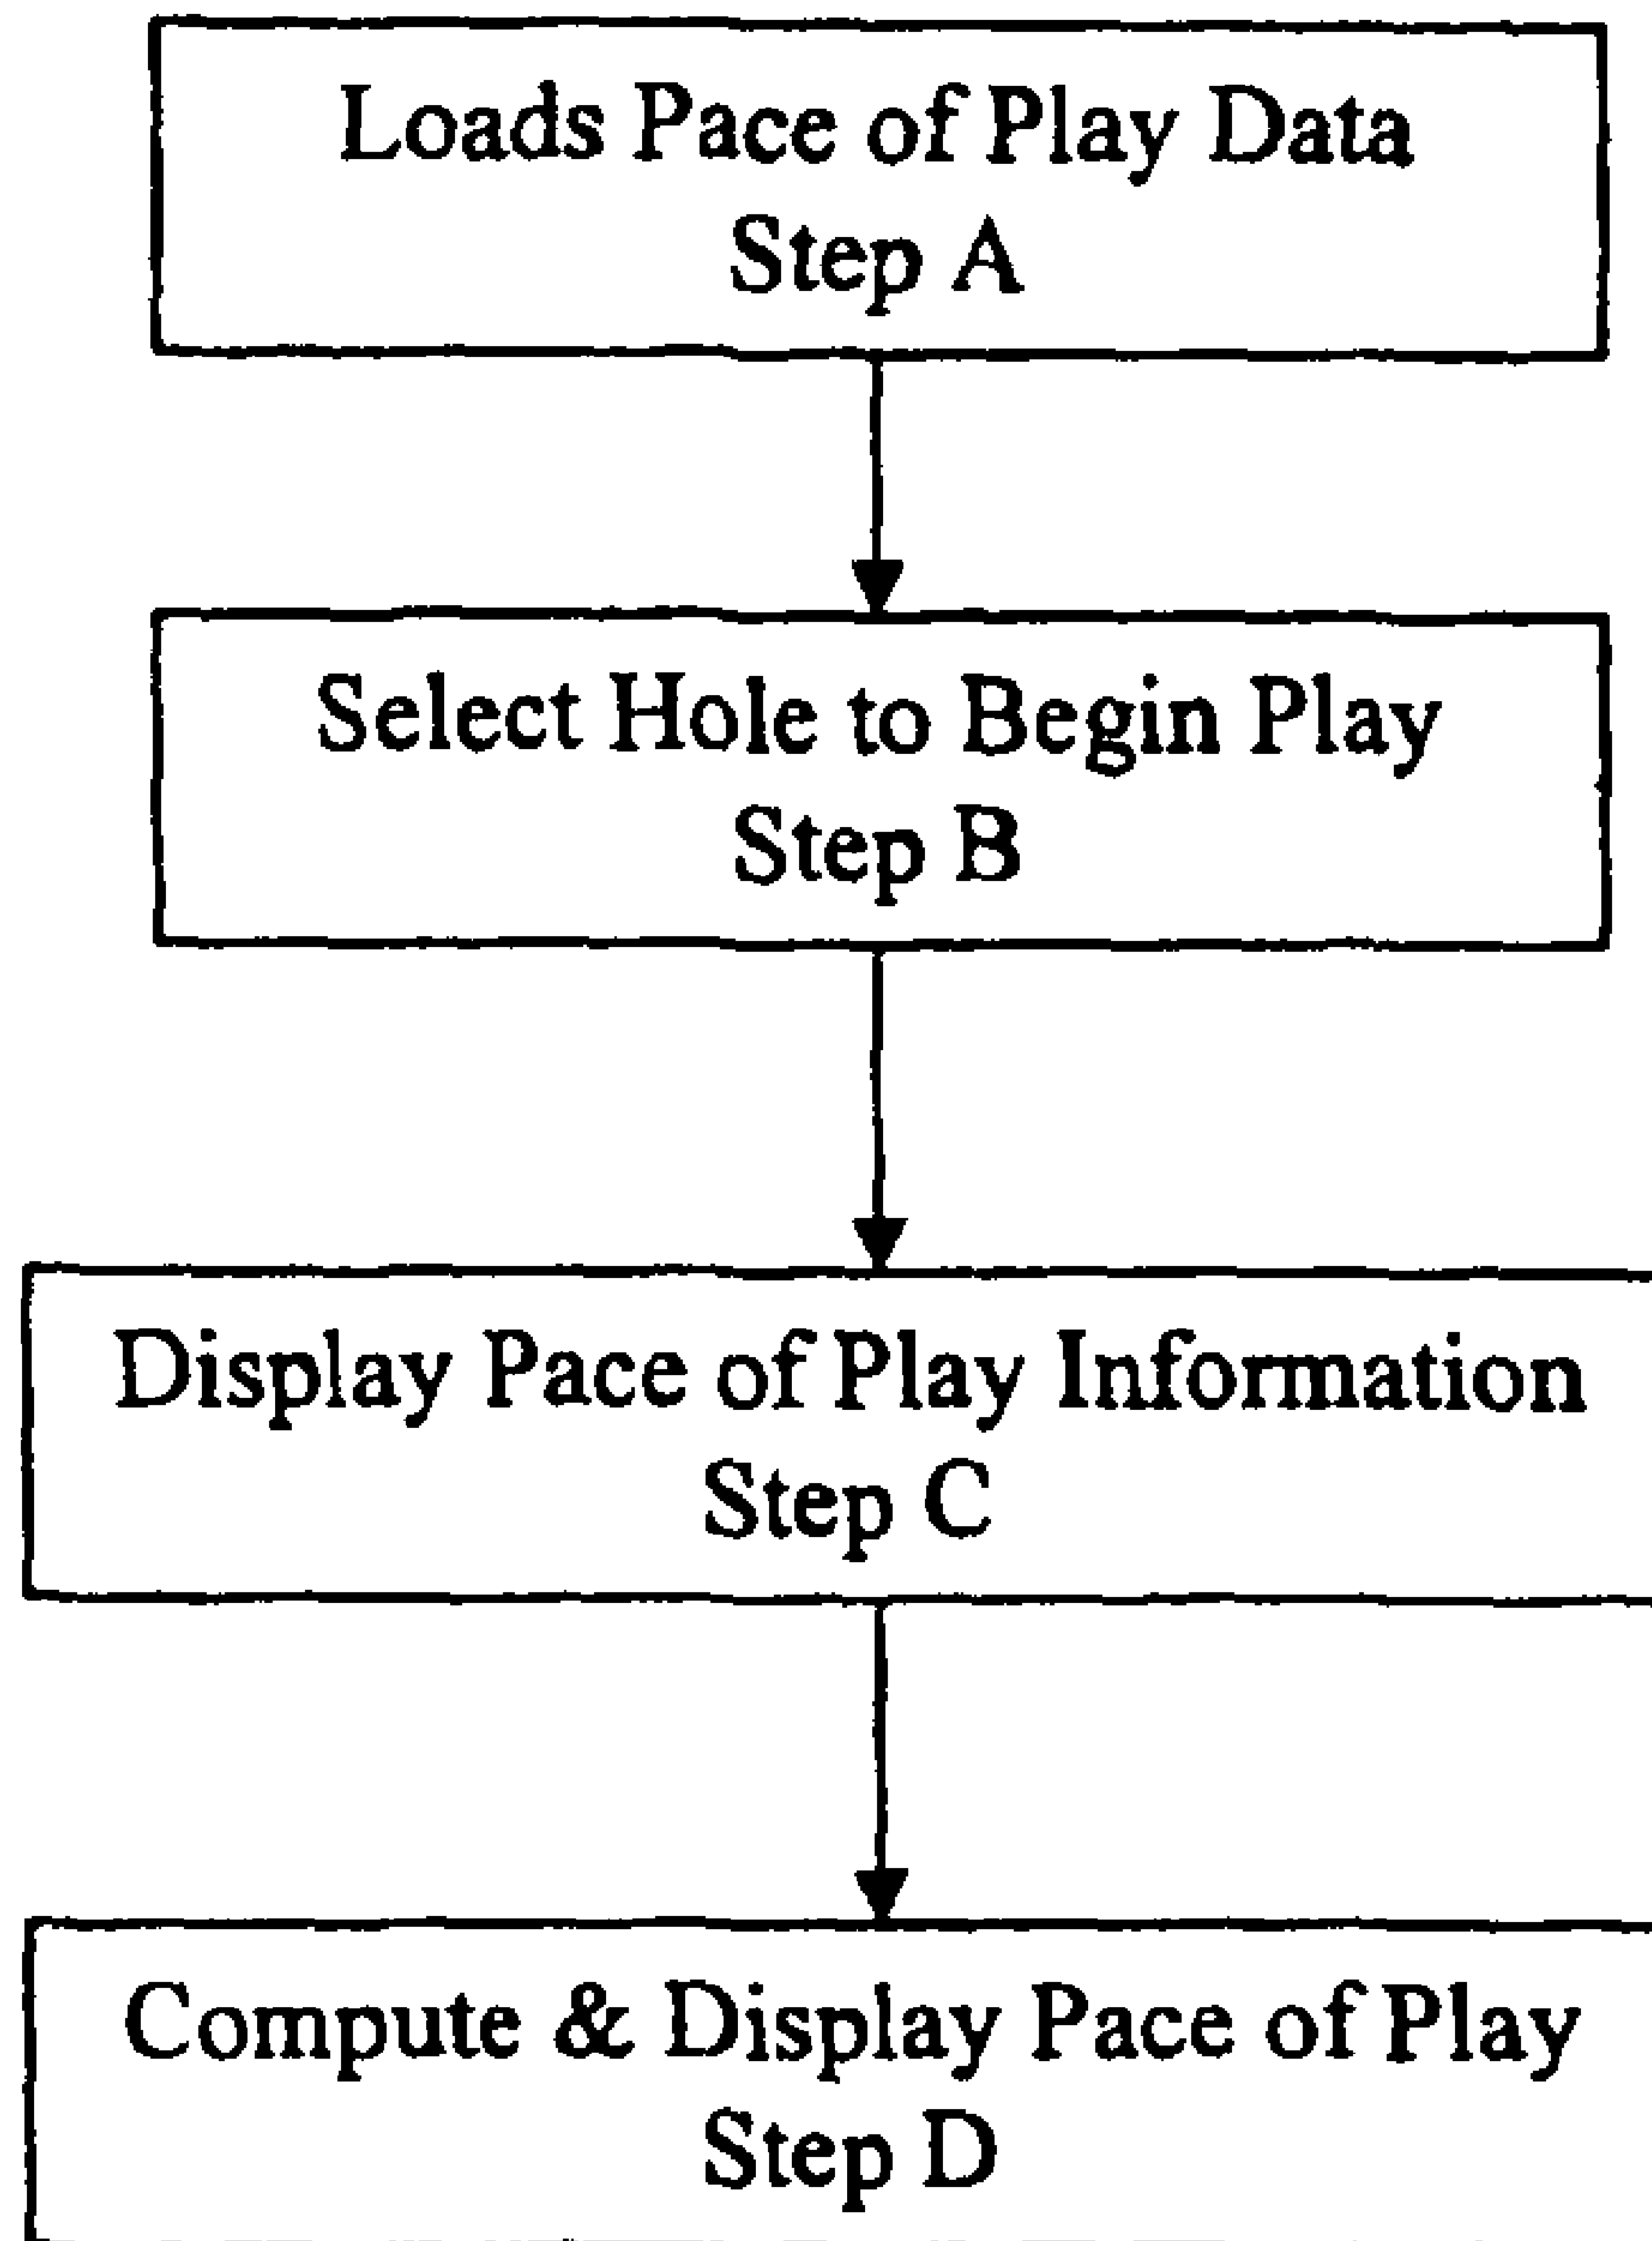 Loads Pace of Play Data
Step A
Select Hole to Begin Play
Step B
Display Pace of Play Information
Step C
Compute & Display Pace of Play
Step D